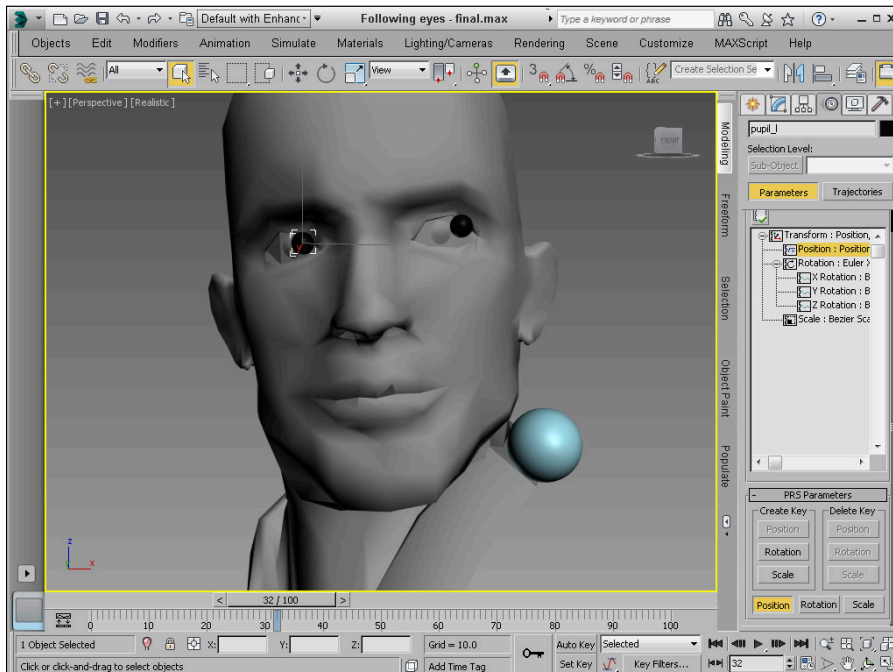 Default with Enhanc
Following eyes - final.max
Type a keyword or phrase
Objects Edit Modifiers Animation Simulate Materials Lighting/Cameras Rendering Scene Customize MAXScript Help
All
View
3
%
ABC
Create Selection Se
[+] [Perspective] [Realistic]
FRONT
Modeling
Freeform
Selection
Object Paint
Populate
pupil_l
Selection Level:
Sub-Object
Parameters Trajectories
Transform : Position,
Position : Position
Rotation : Euler X
X Rotation : B
Y Rotation : B
Z Rotation : B
Scale : Bezier Sca
PRS Parameters
Create Key Delete Key
Position Position
Rotation Rotation
Scale Scale
Position Rotation Scale
y
z
x
< 32 / 100 >
0 10 20 30 40 50 60 70 80 90 100
1 Object Selected X: Y: Z: Grid = 10.0 Auto Key Selected
Click or click-and-drag to select objects Add Time Tag Set Key Key Filters... 32